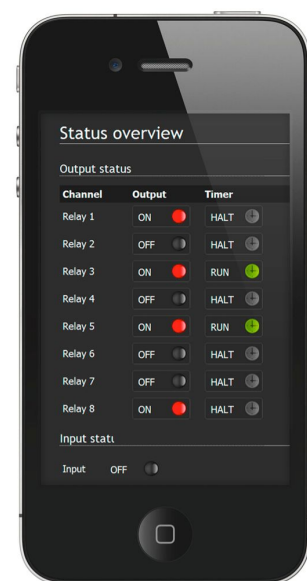 Status overview
Output status
Channel Output Timer
Relay 1 ON HALT
Relay 2 OFF HALT
Relay 3 ON RUN
Relay 4 OFF HALT
Relay 5 ON RUN
Relay 6 OFF HALT
Relay 7 OFF HALT
Relay 8 ON HALT
Input statu
Input OFF